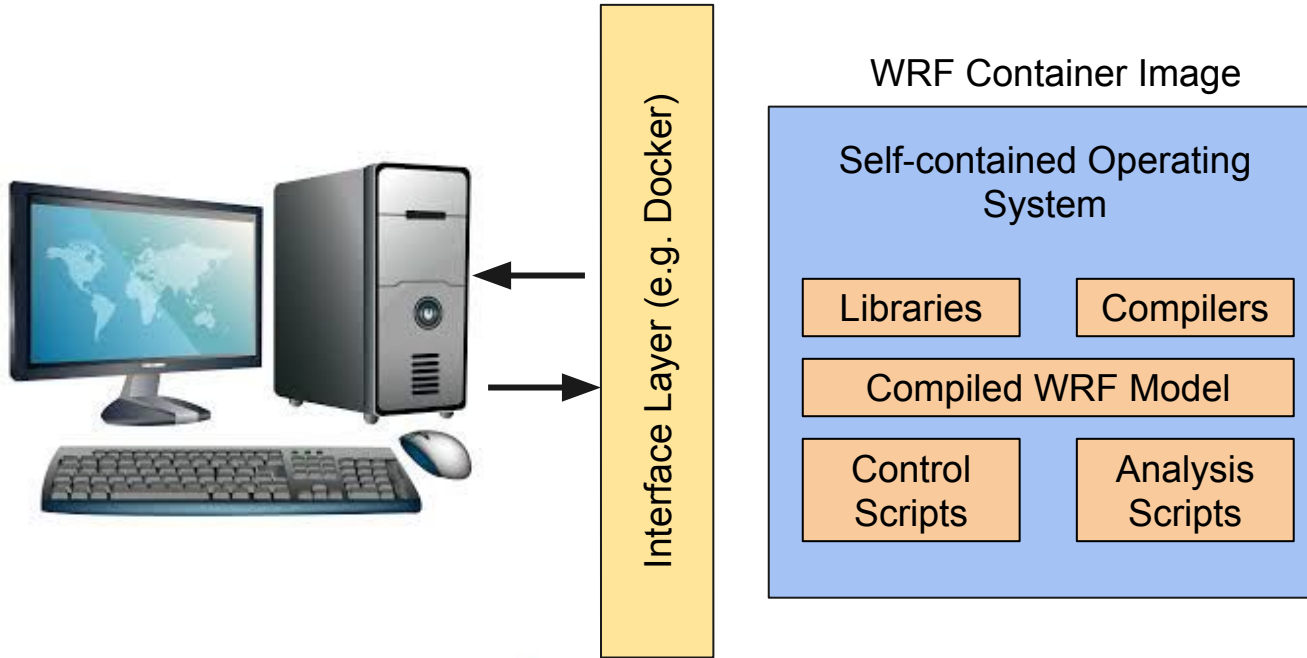 Interface Layer (e.g. Docker)
WRF Container Image
Self-contained Operating
System
Libraries
Compilers
Compiled WRF Model
Control
Scripts
Analysis
Scripts